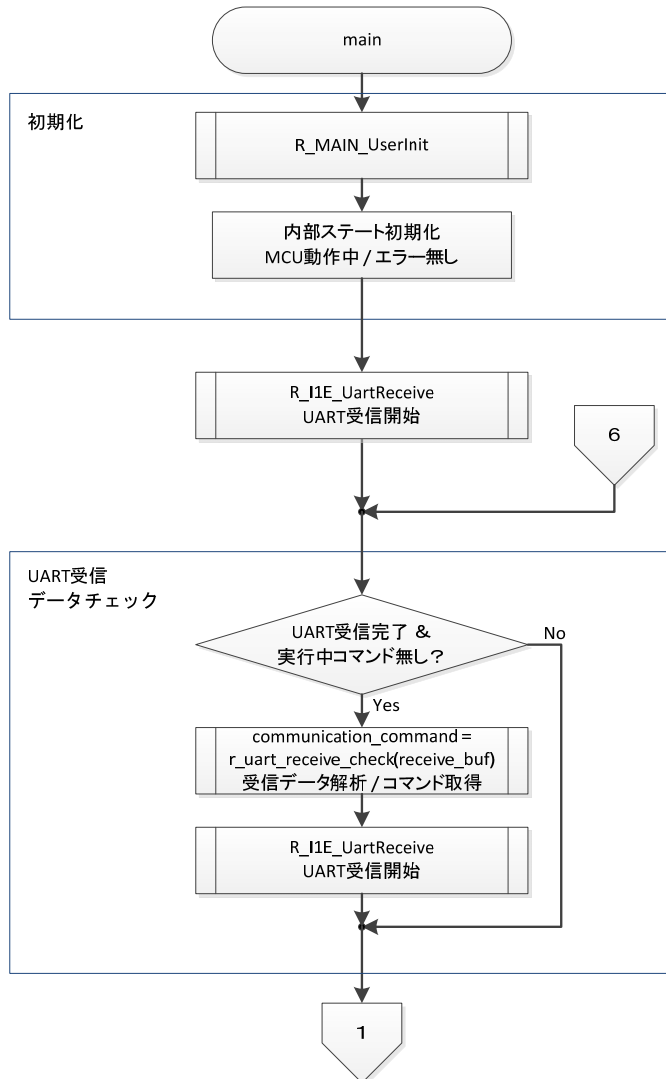 main
初期化
R_MAIN_UserInit
内部ステート初期化
MCU動作中 / エラー無し
R_I1E_UartReceive
UART受信開始
6
UART受信
データチェック
UART受信完了 &
実行中コマンド無し?
No
Yes
communication_command =
r_uart_receive_check(receive_buf)
受信データ解析 / コマンド取得
R_I1E_UartReceive
UART受信開始
1